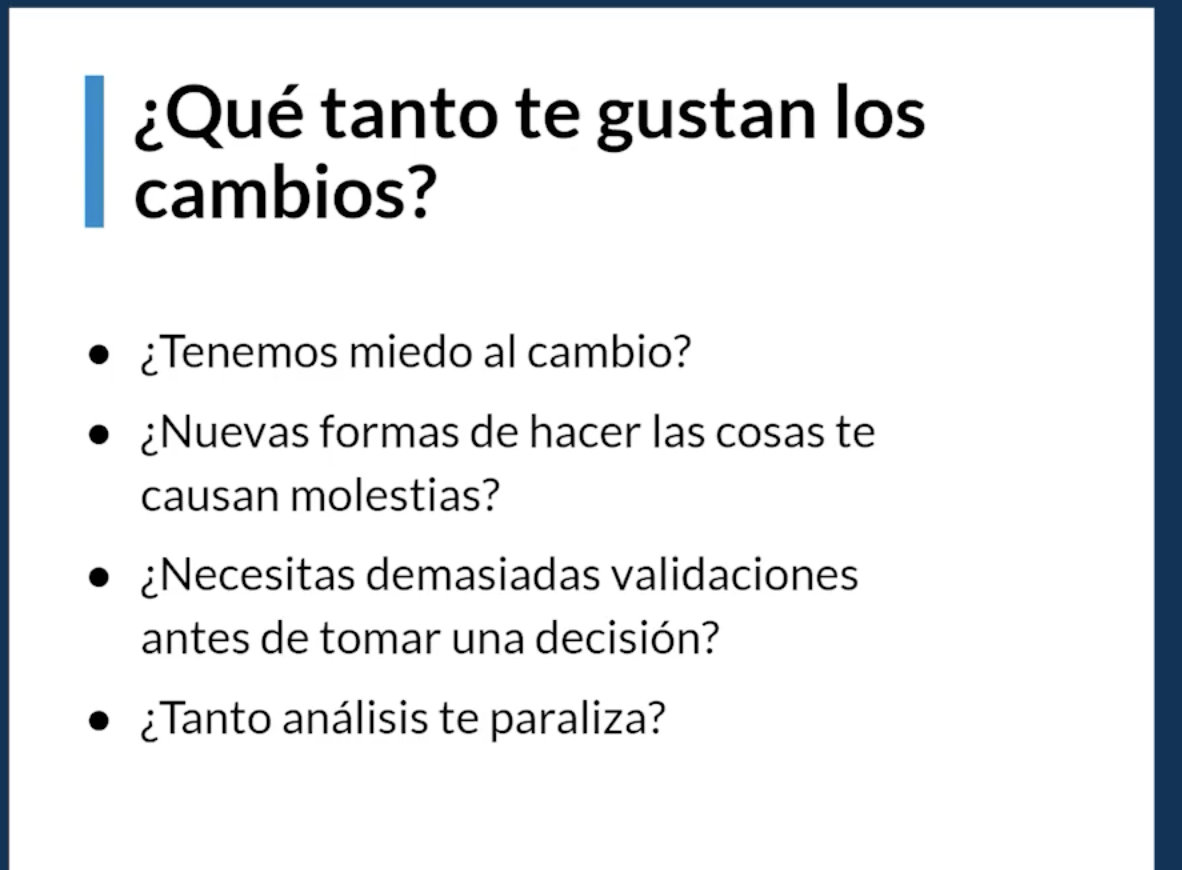 ¿Qué tanto te gustan los
cambios?
● ¿Tenemos miedo al cambio?
● ¿Nuevas formas de hacer las cosas te
causan molestias?
● ¿Necesitas demasiadas validaciones
antes de tomar una decisión?
● ¿Tanto análisis te paraliza?